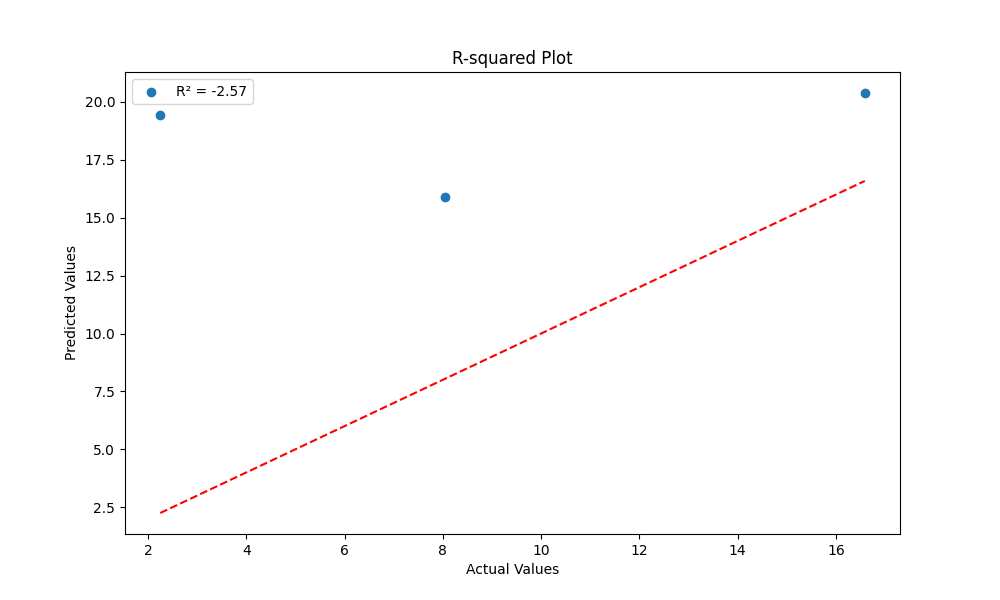 R-squared Plot
R² = -2.57
20.0
17.5
15.0
12.5
10.0
7.5
5.0
2.5
Predicted Values
2 4 6 8 10 12 14 16
Actual Values